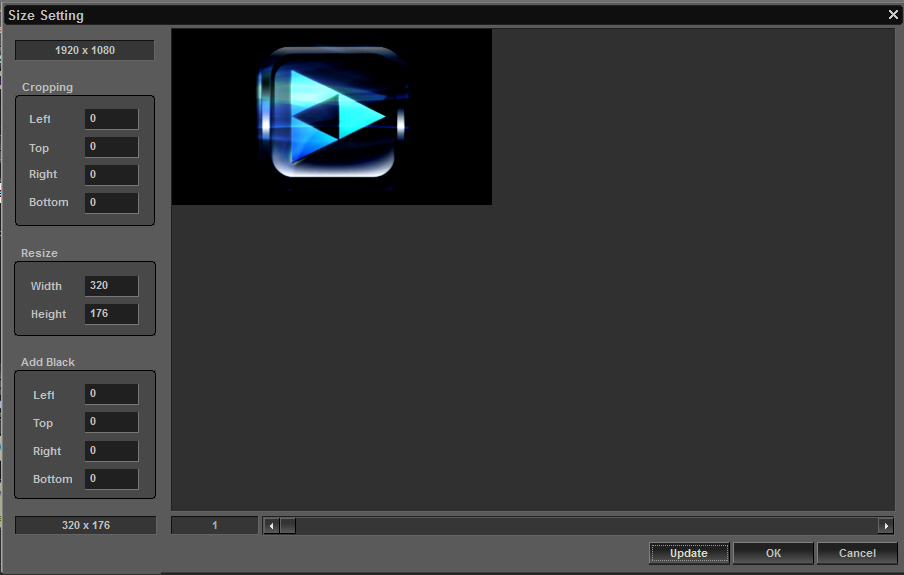 Size Setting
1920 x 1080
Cropping
Left 0
Top 0
Right 0
Bottom 0
Resize
Width 320
Height 176
Add Black
Left 0
Top 0
Right 0
Bottom 0
320 x 176
1
Update
OK
Cancel